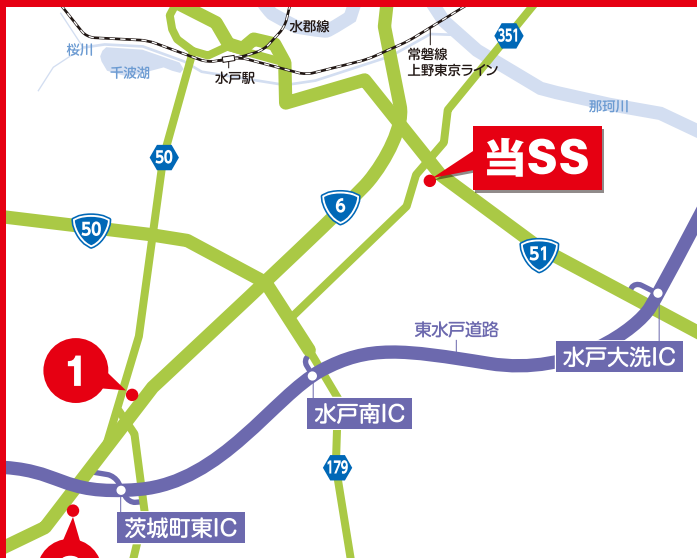 水郡線
351
桜川
常磐線
上野東京ライン
千波湖
水戸駅
那珂川
当SS
50
6
50
51
東水戸道路
水戸大洗IC
1
水戸南IC
179
茨城町東IC